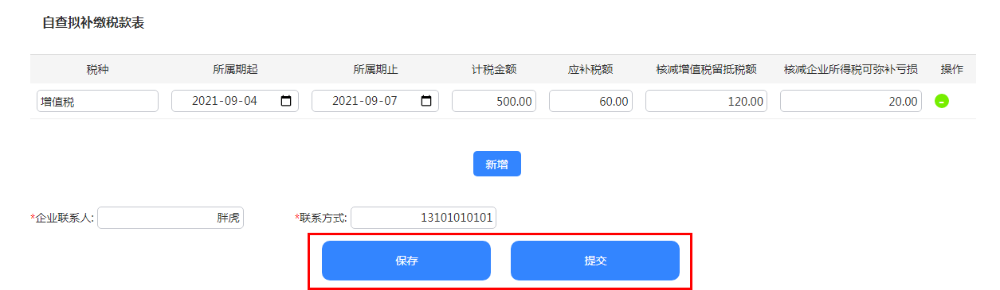 自查拟补缴税款表
税种 所属期起 所属期止 计税金额 应补税额 核减增值税留抵税额 核减企业所得税可弥补亏损 操作
增值税 2021-09-04 2021-09-07 500.00 60.00 120.00 20.00 -
新增
*企业联系人: 胖虎 *联系方式: 13101010101
保存 提交